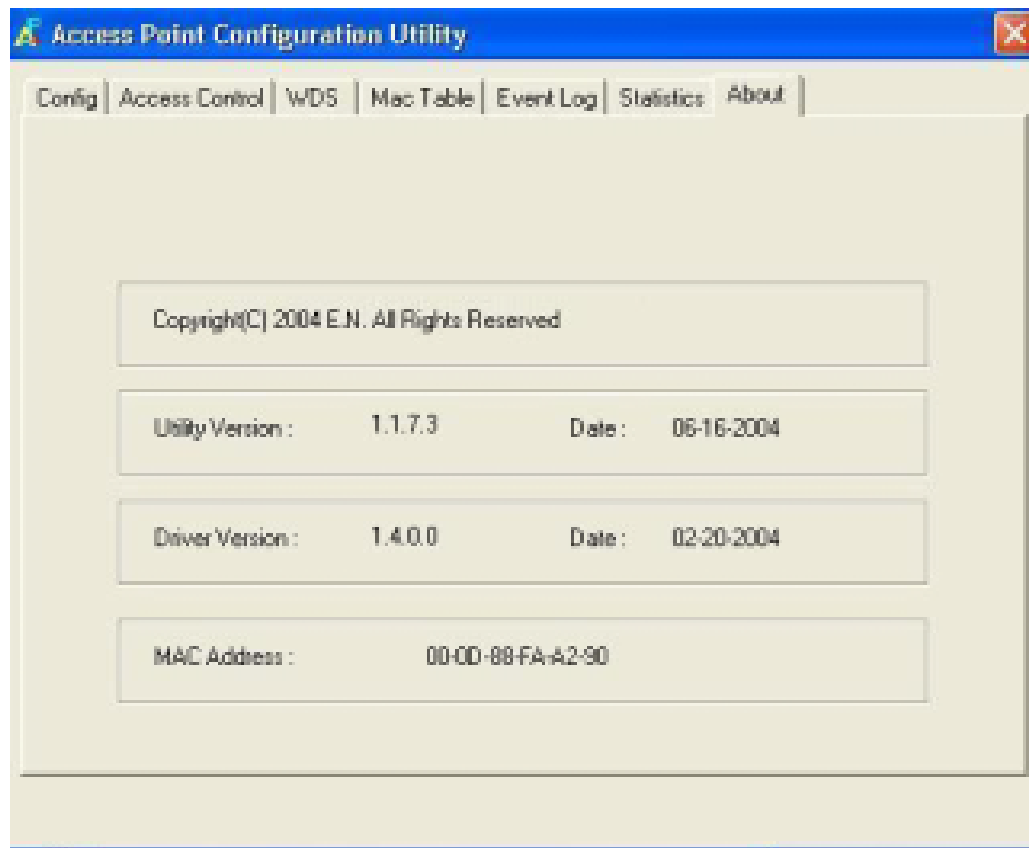 Access Point Configuration Utility
Config Access Control WDS Mac Table Event Log Statistics About
Copyright(C) 2004 E.N. All Rights Reserved
Utility Version : 1.1.7.3 Date : 06-16-2004
Driver Version : 1.4.0.0 Date : 02-20-2004
MAC Address : 00-0D-88-FA-A2-90